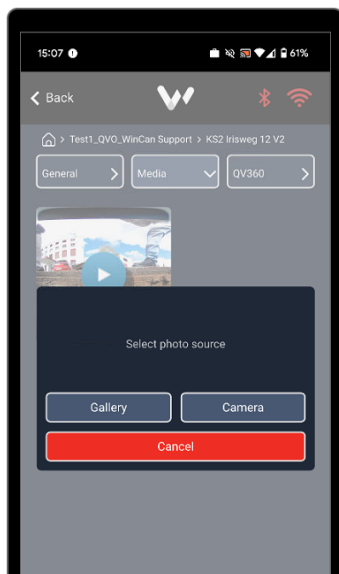 15:07 61%
Back
> Test1_QVO_WinCan Support > KS2 Irisweg 12 V2
General Media QV360
Select photo source
Gallery Camera
Cancel